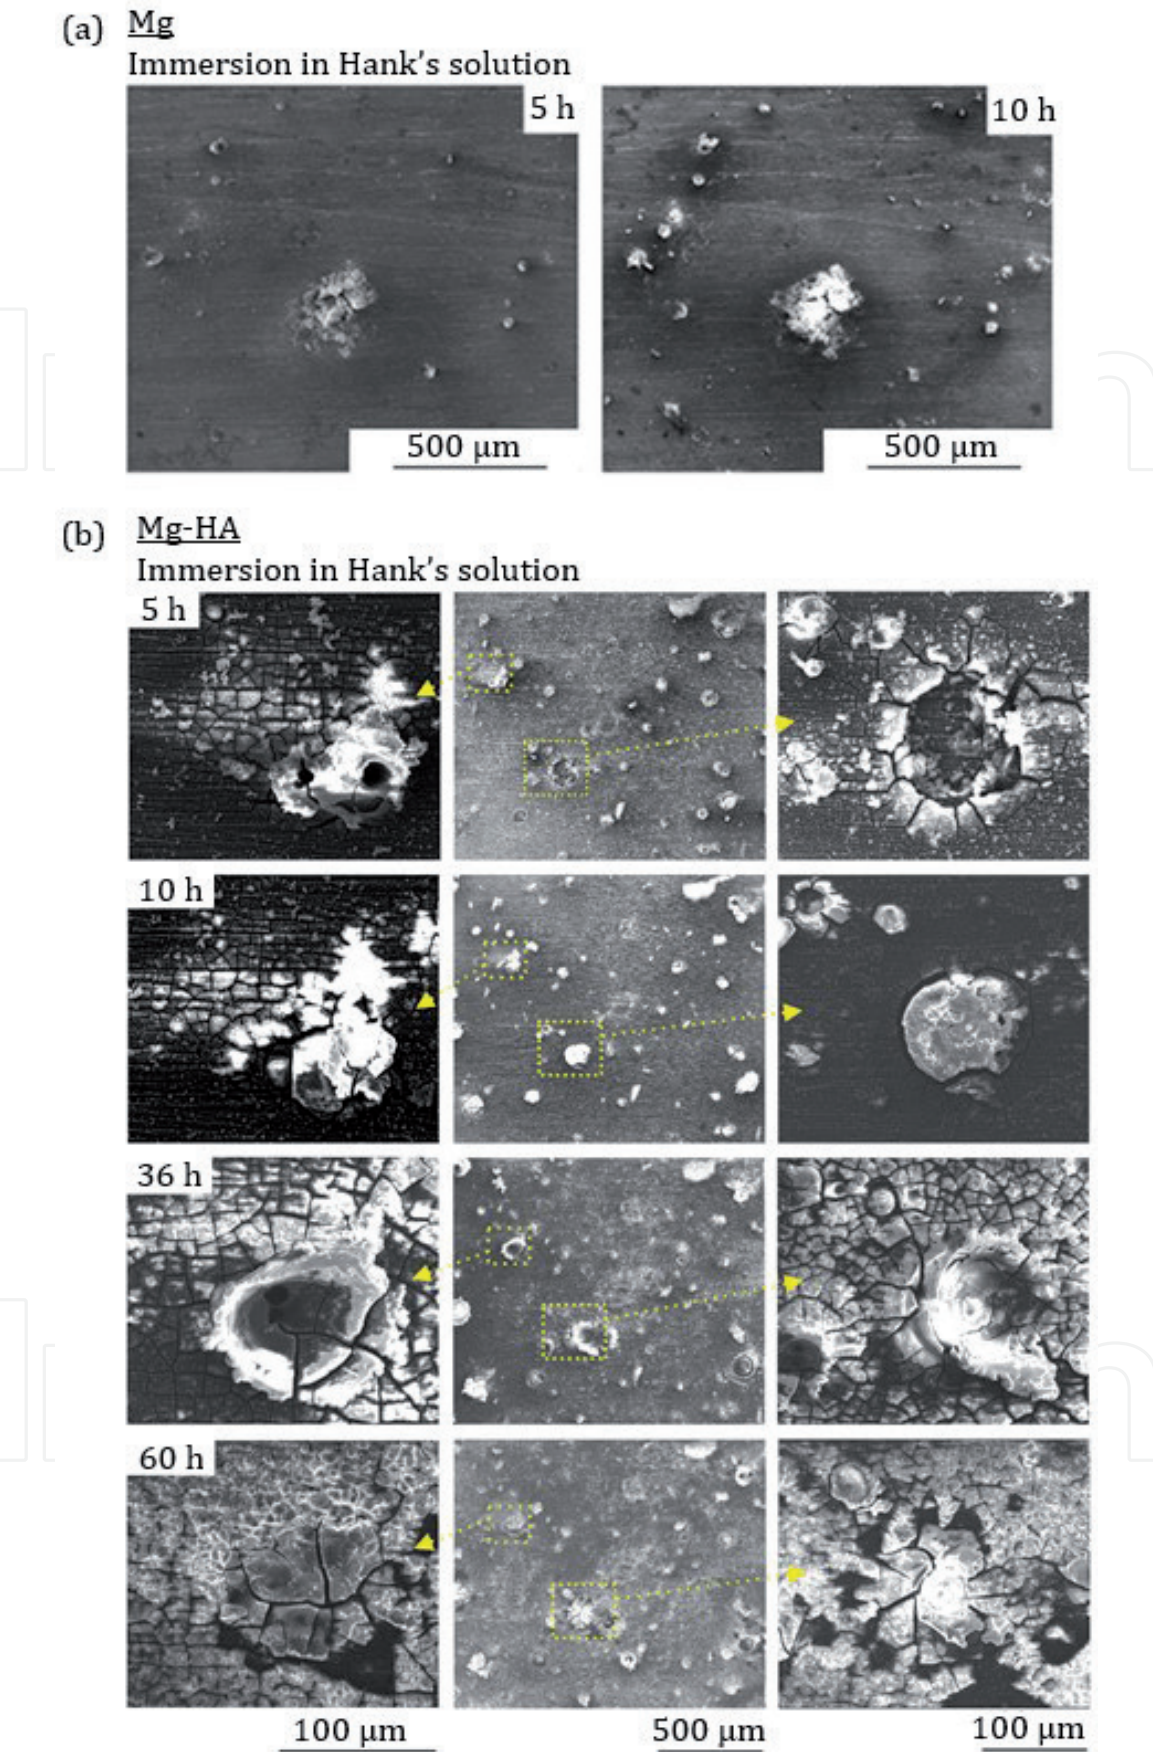 (a) Mg
Immersion in Hank's solution
5 h
10 h
500 μm
500 μm
(b) Mg-HA
Immersion in Hank's solution
5 h
10 h
36 h
60 h
100 μm
500 μm
100 μm